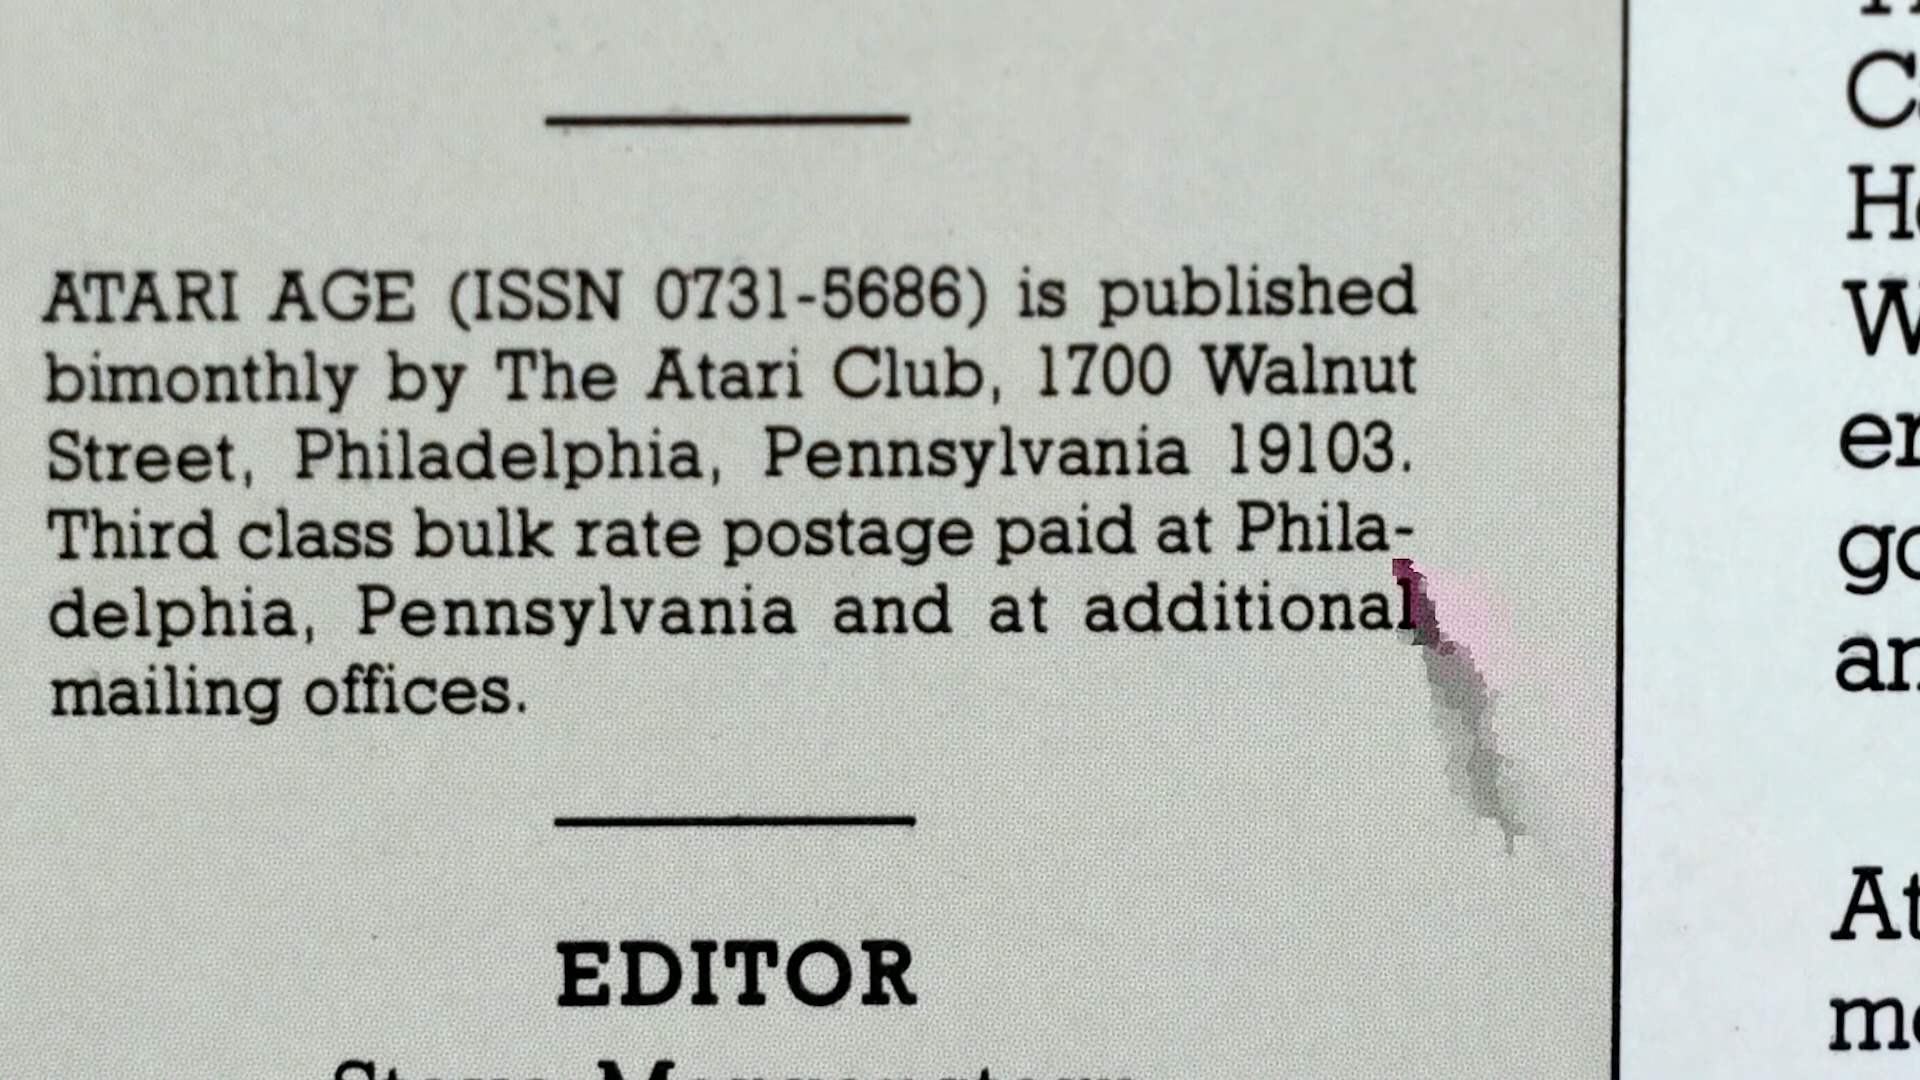 ATARI AGE (ISSN 0731-5686) is published
bimonthly by The Atari Club, 1700 Walnut
Street, Philadelphia, Pennsylvania 19103.
Third class bulk rate postage paid at Phila-
delphia, Pennsylvania and at additional
mailing offices.
EDITOR